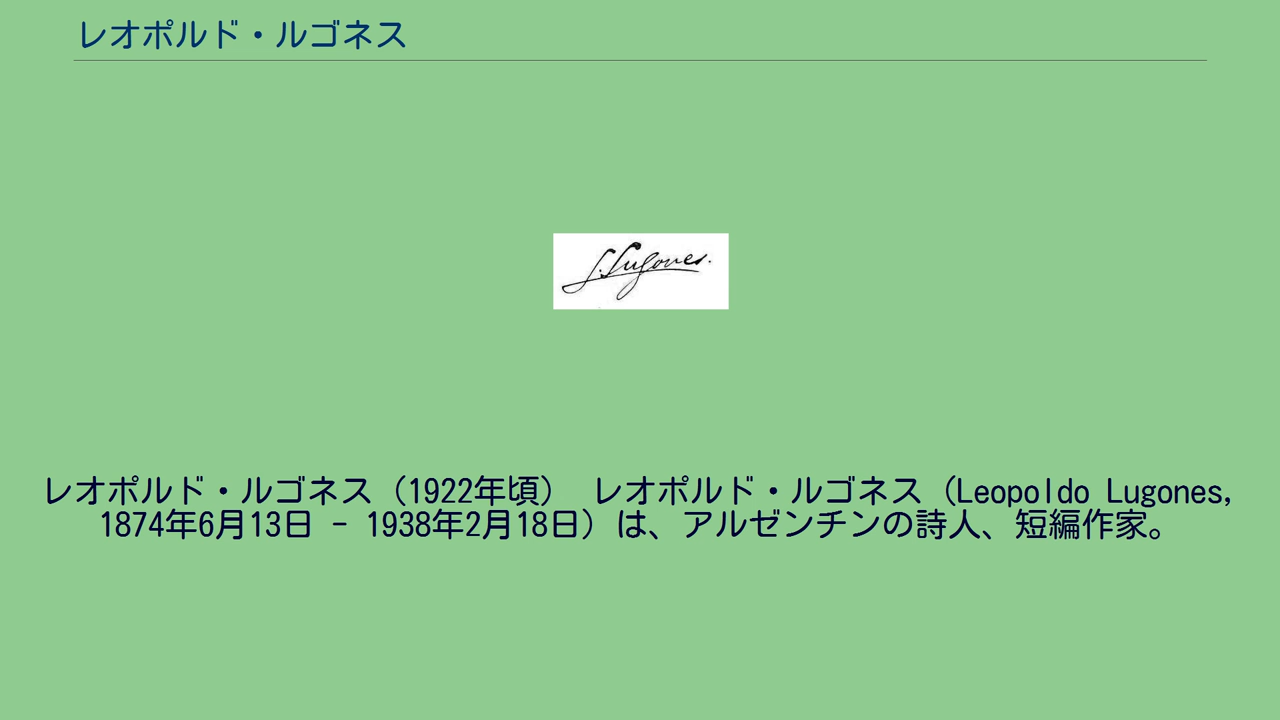 レオポルド・ルゴネス
L. Lugones.
レオポルド・ルゴネス（1922年頃）　レオポルド・ルゴネス（Leopoldo Lugones,
1874年6月13日 - 1938年2月18日）は、アルゼンチンの詩人、短編作家。